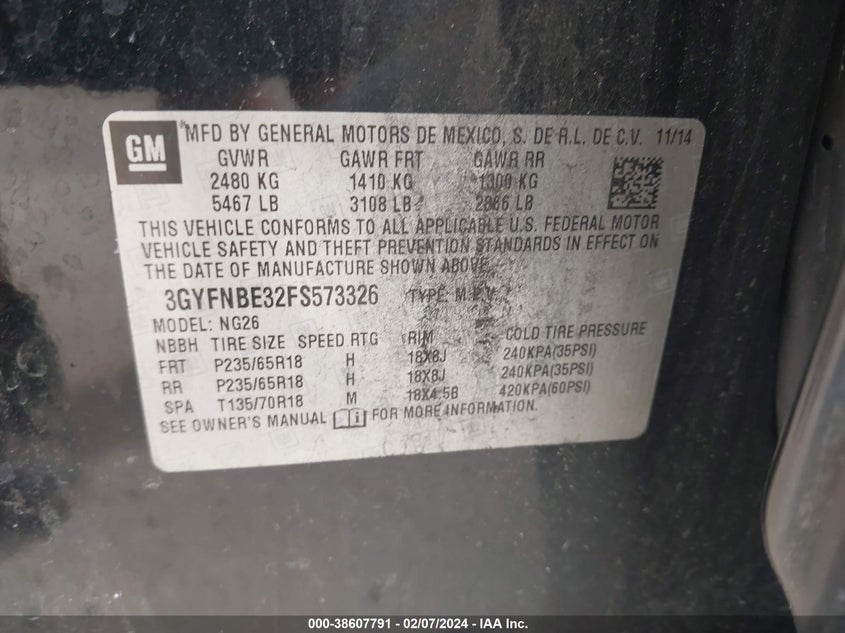 GM
MFD BY GENERAL MOTORS DE MEXICO, S. DE R.L. DE C.V. 11/14
GVWR GAWR FRT GAWR RR
2480 KG 1410 KG 1300 KG
5467 LB 3108 LB 2866 LB
THIS VEHICLE CONFORMS TO ALL APPLICABLE U.S. FEDERAL MOTOR
VEHICLE SAFETY AND THEFT PREVENTION STANDARDS IN EFFECT ON
THE DATE OF MANUFACTURE SHOWN ABOVE.
3GYFNBE32FS573326 TYPE: M.P.V.
MODEL: NG26
NBBH TIRE SIZE SPEED RTG RIM COLD TIRE PRESSURE
FRT P235/65R18 H 18X8J 240KPA(35PSI)
RR P235/65R18 H 18X8J 240KPA(35PSI)
SPA T135/70R18 M 18X4.5B 420KPA(60PSI)
SEE OWNER'S MANUAL FOR MORE INFORMATION.
000-38607791 - 02/07/2024 - IAA Inc.